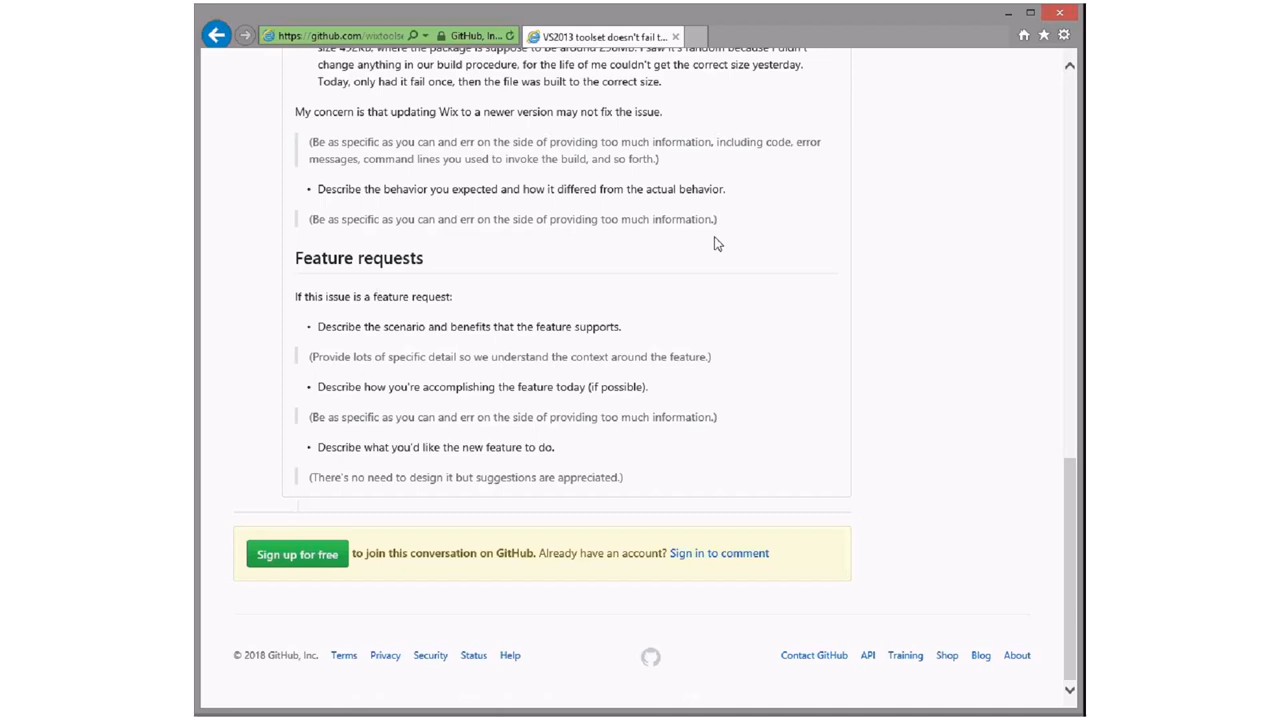 https://github.com/wixtools
GitHub, In...
VS2013 toolset doesn't fail t...
change anything in our build procedure, for the life of me couldn't get the correct size yesterday.
Today, only had it fail once, then the file was built to the correct size.
My concern is that updating Wix to a newer version may not fix the issue.
(Be as specific as you can and err on the side of providing too much information, including code, error
messages, command lines you used to invoke the build, and so forth.)
• Describe the behavior you expected and how it differed from the actual behavior.
(Be as specific as you can and err on the side of providing too much information.)
Feature requests
If this issue is a feature request:
• Describe the scenario and benefits that the feature supports.
(Provide lots of specific detail so we understand the context around the feature.)
• Describe how you're accomplishing the feature today (if possible).
(Be as specific as you can and err on the side of providing too much information.)
• Describe what you'd like the new feature to do.
(There's no need to design it but suggestions are appreciated.)
Sign up for free to join this conversation on GitHub. Already have an account? Sign in to comment
© 2018 GitHub, Inc. Terms Privacy Security Status Help Contact GitHub API Training Shop Blog About